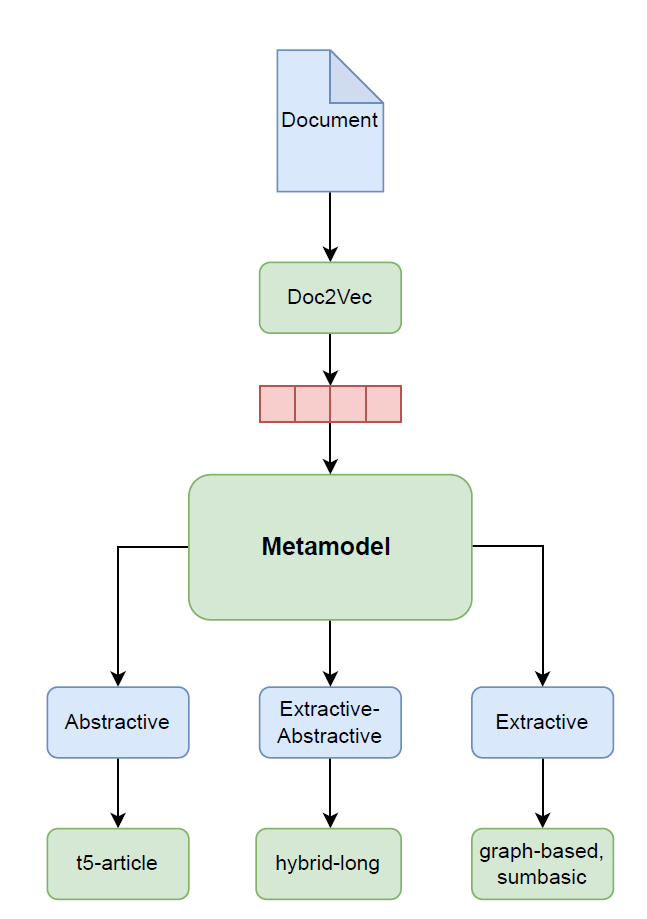 Document
Doc2Vec
Metamodel
Abstractive
Extractive-
Abstractive
Extractive
t5-article
hybrid-long
graph-based,
sumbasic